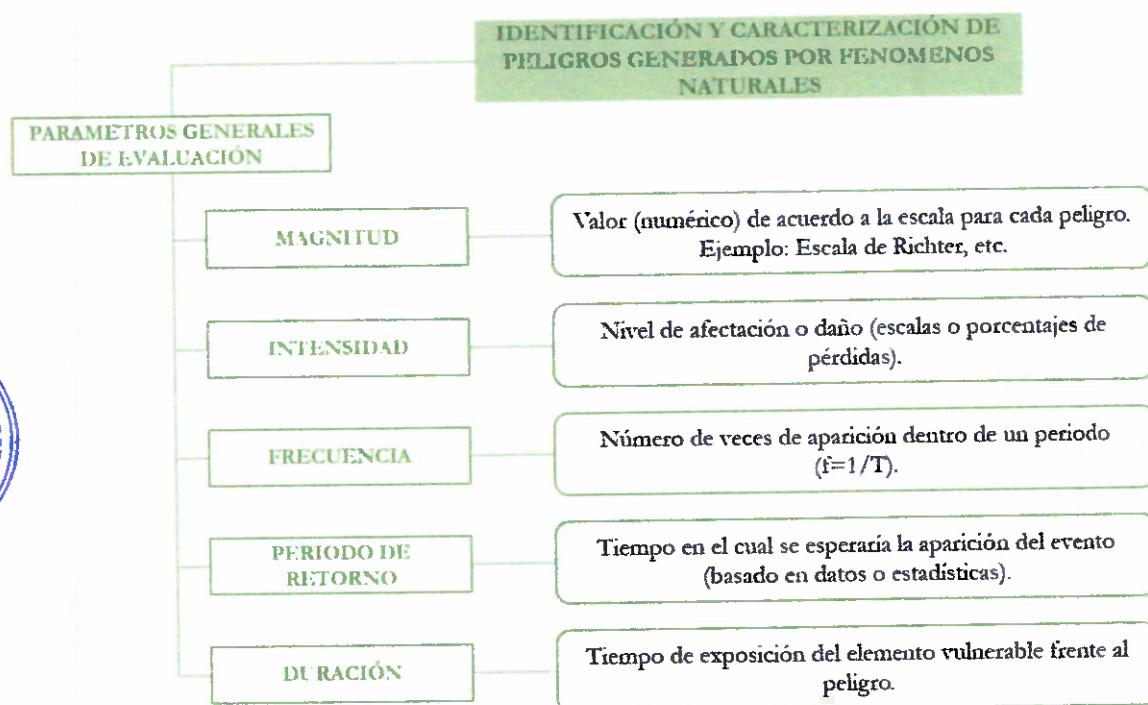 IDENTIFICACIÓN Y CARACTERIZACIÓN DE
PELIGROS GENERADOS POR FENOMENOS
NATURALES
PARAMETROS GENERALES
DE EVALUACIÓN
MAGNITUD
Valor (numérico) de acuerdo a la escala para cada peligro.
Ejemplo: Escala de Richter, etc.
INTENSIDAD
Nivel de afectación o daño (escalas o porcentajes de
pérdidas).
FRECUENCIA
Número de veces de aparición dentro de un periodo
(f=1/T).
PERIODO DE
RETORNO
Tiempo en el cual se esperaría la aparición del evento
(basado en datos o estadísticas).
DURACIÓN
Tiempo de exposición del elemento vulnerable frente al
peligro.